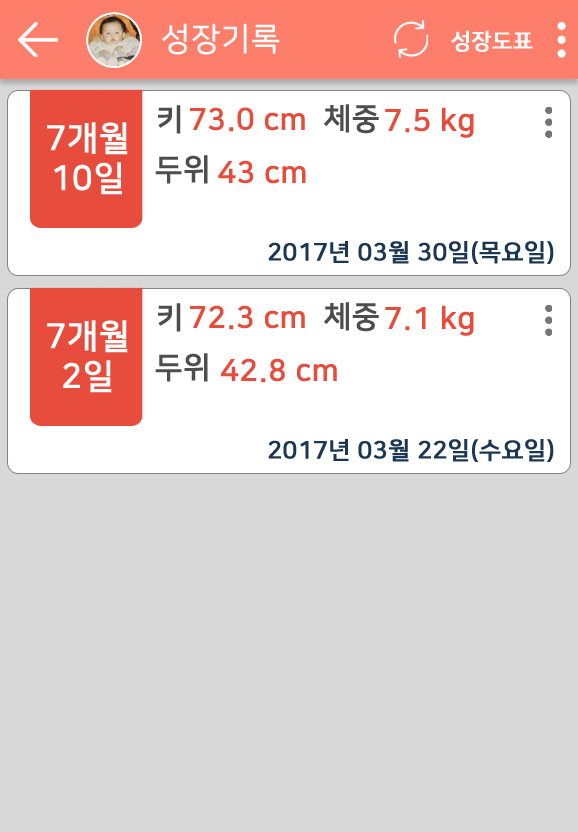 성장기록 성장도표
7개월 10일
키 73.0 cm 체중 7.5 kg
두위 43 cm
2017년 03월 30일(목요일)
7개월 2일
키 72.3 cm 체중 7.1 kg
두위 42.8 cm
2017년 03월 22일(수요일)